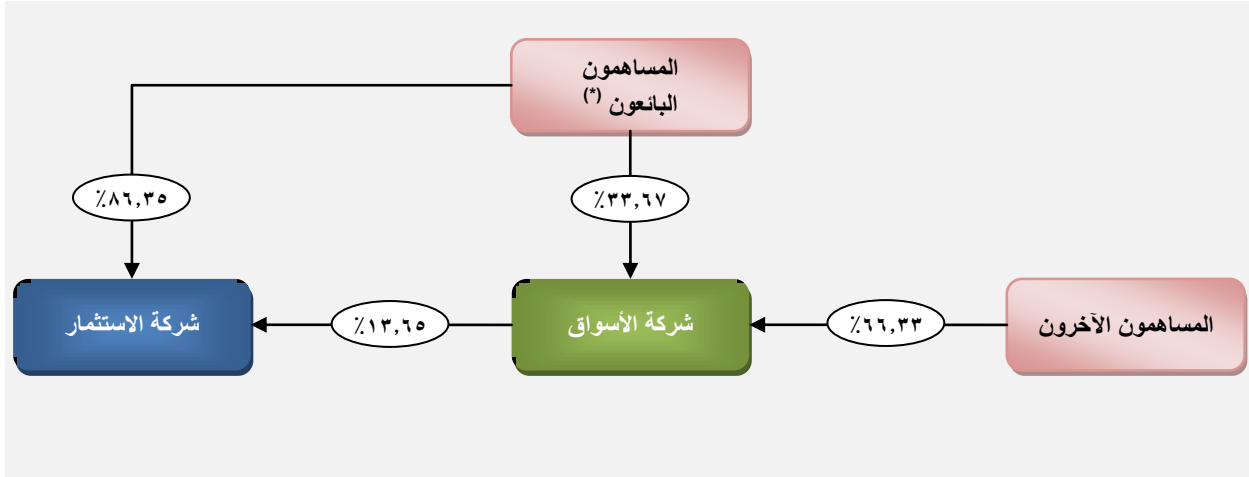 المساهمون
البائعون (*)
٪٨٦,٣٥
٪٣٣,٦٧
المساهمون الآخرون
٪٦٦,٣٣
شركة الأسواق
٪١٣,٦٥
شركة الاستثمار